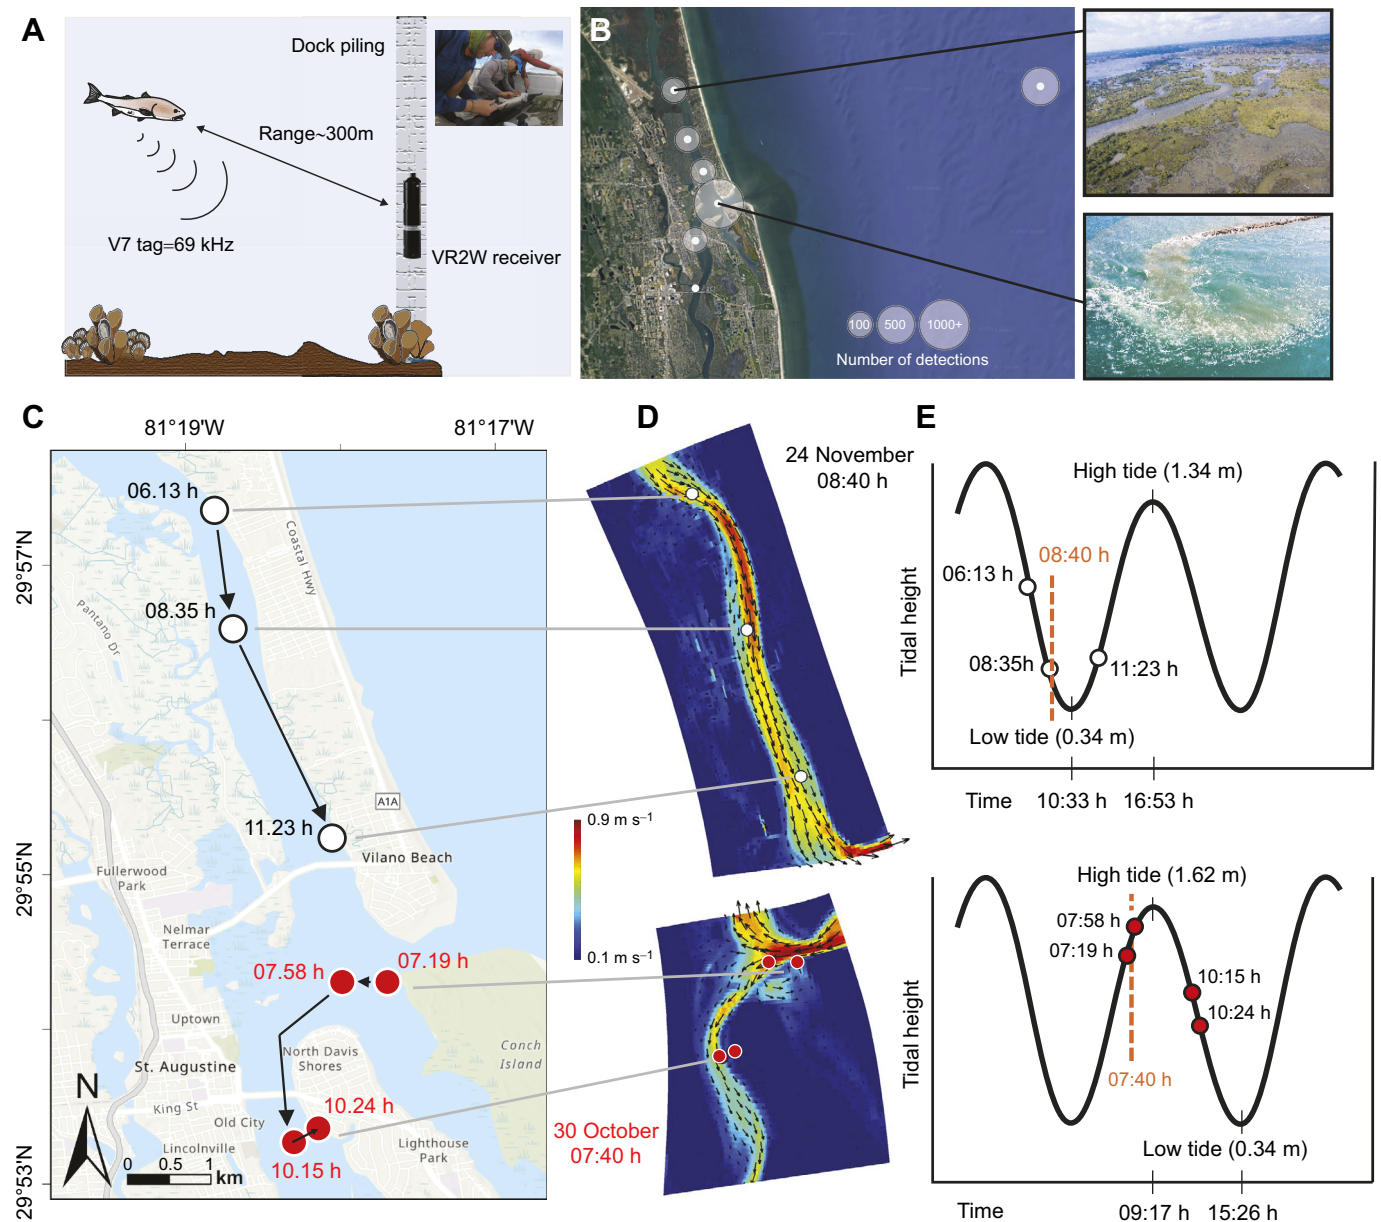 A
Dock piling
Range~300m
V7 tag=69 kHz
VR2W receiver
B
100
500
1000+
Number of detections
C
81°19'W
81°17'W
29°57'N
29°55'N
29°53'N
06.13 h
08.35 h
11.23 h
Coastal Hwy
Pantano Dr
A1A
Vilano Beach
Fullerwood
Park
Nelmar
Terrace
07.58 h
07.19 h
Uptown
North Davis
Shores
Conch
Island
St. Augustine
King St
Old City
Lincolnville
Lighthouse
Park
10.24 h
10.15 h
N
0
0.5
1
km
D
24 November
08:40 h
0.9 m s⁻¹
0.1 m s⁻¹
30 October
07:40 h
E
High tide (1.34 m)
08:40 h
06:13 h
08:35h
11:23 h
Low tide (0.34 m)
Tidal height
Time
10:33 h
16:53 h
High tide (1.62 m)
07:58 h
07:19 h
10:15 h
10:24 h
07:40 h
Low tide (0.34 m)
Tidal height
Time
09:17 h
15:26 h